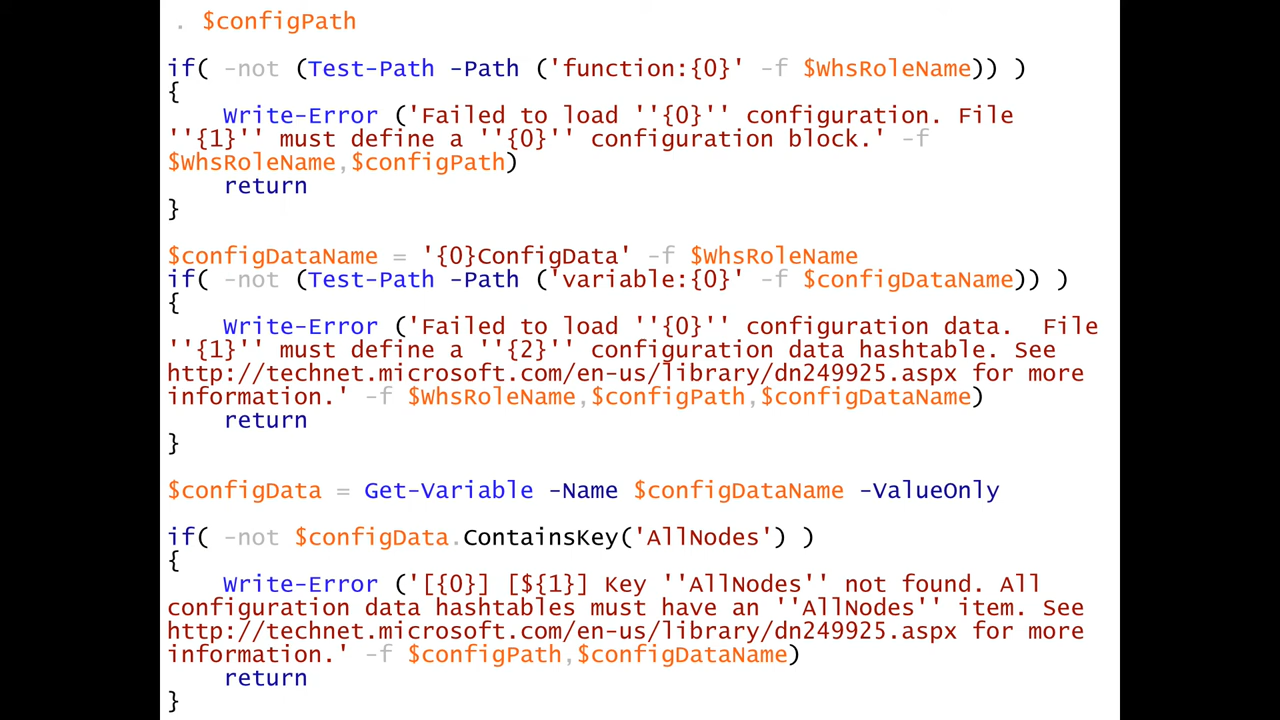 . $configPath
if( -not (Test-Path -Path ('function:{0}' -f $WhsRoleName)) )
{
Write-Error ('Failed to load ''{0}'' configuration. File
''{1}'' must define a ''{0}'' configuration block.' -f
$WhsRoleName,$configPath)
return
}
$configDataName = '{0}ConfigData' -f $WhsRoleName
if( -not (Test-Path -Path ('variable:{0}' -f $configDataName)) )
{
Write-Error ('Failed to load ''{0}'' configuration data.  File
''{1}'' must define a ''{2}'' configuration data hashtable. See
http://technet.microsoft.com/en-us/library/dn249925.aspx for more
information.' -f $WhsRoleName,$configPath,$configDataName)
return
}
$configData = Get-Variable -Name $configDataName -ValueOnly
if( -not $configData.ContainsKey('AllNodes') )
{
Write-Error ('[{0}] [${1}] Key ''AllNodes'' not found. All
configuration data hashtables must have an ''AllNodes'' item. See
http://technet.microsoft.com/en-us/library/dn249925.aspx for more
information.' -f $configPath,$configDataName)
return
}